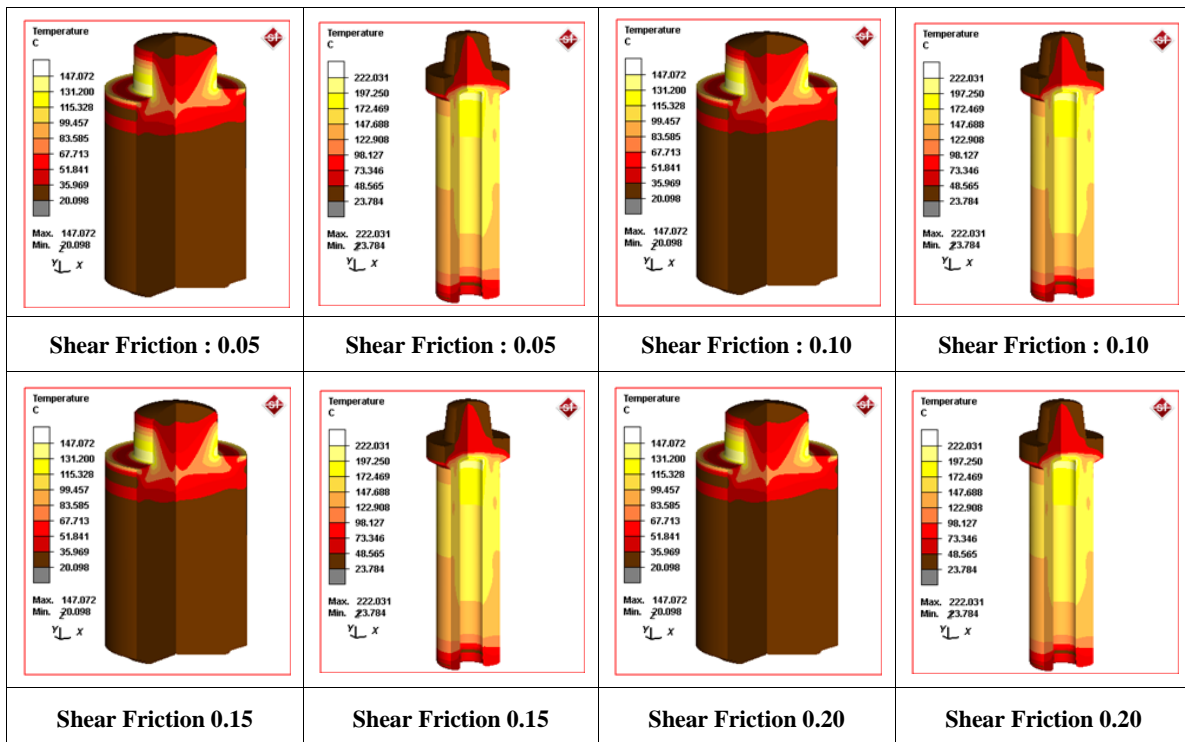 Temperature
C
147.072
131.200
115.328
99.457
83.585
67.713
51.841
35.969
20.098
Max. 147.072
Min. 20.098
Z
Y X
Temperature
C
222.031
197.250
172.469
147.688
122.908
98.127
73.346
48.565
23.784
Max. 222.031
Min. 23.784
Z
Y X
Temperature
C
147.072
131.200
115.328
99.457
83.585
67.713
51.841
35.969
20.098
Max. 147.072
Min. 20.098
Z
Y X
Temperature
C
222.031
197.250
172.469
147.688
122.908
98.127
73.346
48.565
23.784
Max. 222.031
Min. 23.784
Z
Y X
Shear Friction : 0.05
Shear Friction : 0.05
Shear Friction : 0.10
Shear Friction : 0.10
Temperature
C
147.072
131.200
115.328
99.457
83.585
67.713
51.841
35.969
20.098
Max. 147.072
Min. 20.098
Z
Y X
Temperature
C
222.031
197.250
172.469
147.688
122.908
98.127
73.346
48.565
23.784
Max. 222.031
Min. 23.784
Z
Y X
Temperature
C
147.072
131.200
115.328
99.457
83.585
67.713
51.841
35.969
20.098
Max. 147.072
Min. 20.098
Z
Y X
Temperature
C
222.031
197.250
172.469
147.688
122.908
98.127
73.346
48.565
23.784
Max. 222.031
Min. 23.784
Z
Y X
Shear Friction 0.15
Shear Friction 0.15
Shear Friction 0.20
Shear Friction 0.20